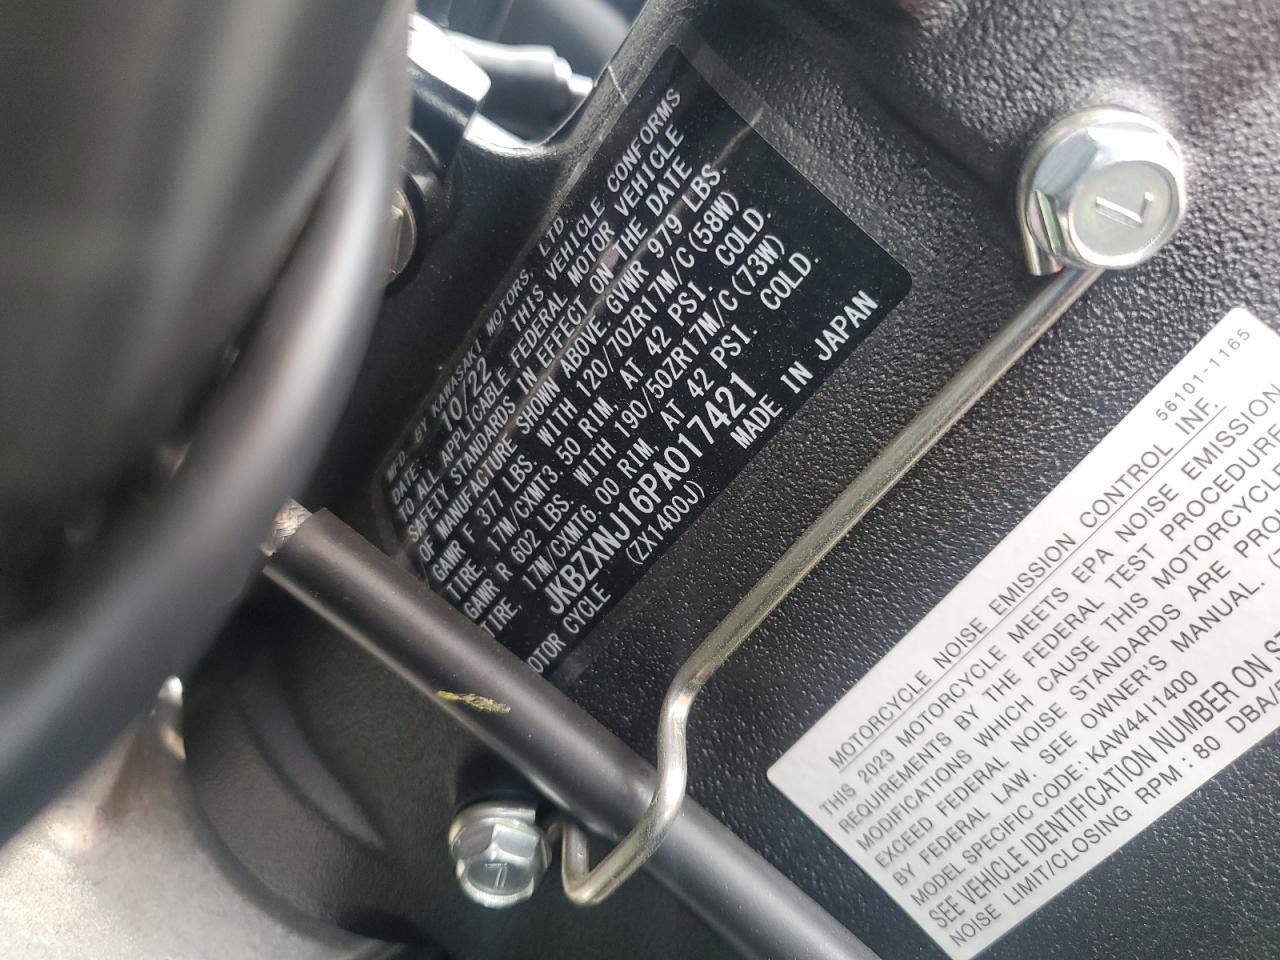 MFD. BY KAWASAKI MOTORS, LTD.
DATE: 10/22 THIS VEHICLE CONFORMS
TO ALL APPLICABLE FEDERAL MOTOR VEHICLE
SAFETY STANDARDS IN EFFECT ON THE DATE
OF MANUFACTURE SHOWN ABOVE. GVWR 979 LBS.
GAWR F 377 LBS. WITH 120/70ZR17M/C(58W)
TIRE. 17M/CXMT3.50 RIM. AT 42 PSI. COLD.
GAWR R 602 LBS. WITH 190/50ZR17M/C(73W)
TIRE. 17M/CXMT6.00 RIM. AT 42 PSI. COLD.
JKBZXNJ16PA017421
OTOR CYCLE (ZX1400J) MADE IN JAPAN
L
56101-1165
MOTORCYCLE NOISE EMISSION CONTROL INF.
THIS 2023 MOTORCYCLE MEETS EPA NOISE EMISSION
REQUIREMENTS BY THE FEDERAL TEST PROCEDURE
MODIFICATIONS WHICH CAUSE THIS MOTORCYCLE
EXCEED FEDERAL NOISE STANDARDS ARE PRO
BY FEDERAL LAW. SEE OWNER'S MANUAL.
MODEL SPECIFIC CODE: KAW44I1400
SEE VEHICLE IDENTIFICATION NUMBER ON S
NOISE LIMIT/CLOSING RPM : 80 DBA/